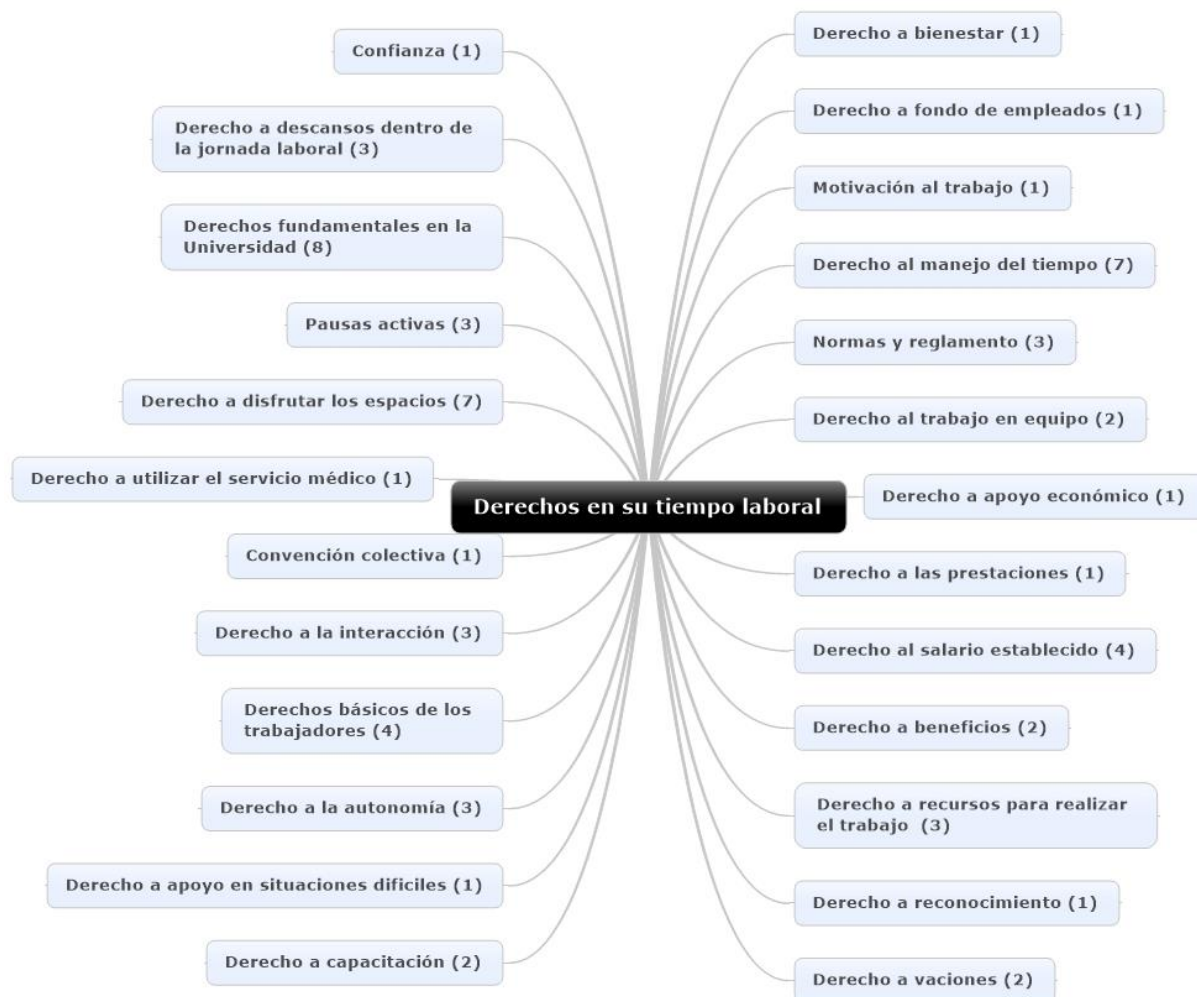 Confianza (1)
Derecho a descansos dentro de
la jornada laboral (3)
Derechos fundamentales en la
Universidad (8)
Pausas activas (3)
Derecho a disfrutar los espacios (7)
Derecho a utilizar el servicio médico (1)
Convención colectiva (1)
Derecho a la interacción (3)
Derechos básicos de los
trabajadores (4)
Derecho a la autonomía (3)
Derecho a apoyo en situaciones dificiles (1)
Derecho a capacitación (2)
Derechos en su tiempo laboral
Derecho a bienestar (1)
Derecho a fondo de empleados (1)
Motivación al trabajo (1)
Derecho al manejo del tiempo (7)
Normas y reglamento (3)
Derecho al trabajo en equipo (2)
Derecho a apoyo económico (1)
Derecho a las prestaciones (1)
Derecho al salario establecido (4)
Derecho a beneficios (2)
Derecho a recursos para realizar
el trabajo (3)
Derecho a reconocimiento (1)
Derecho a vaciones (2)